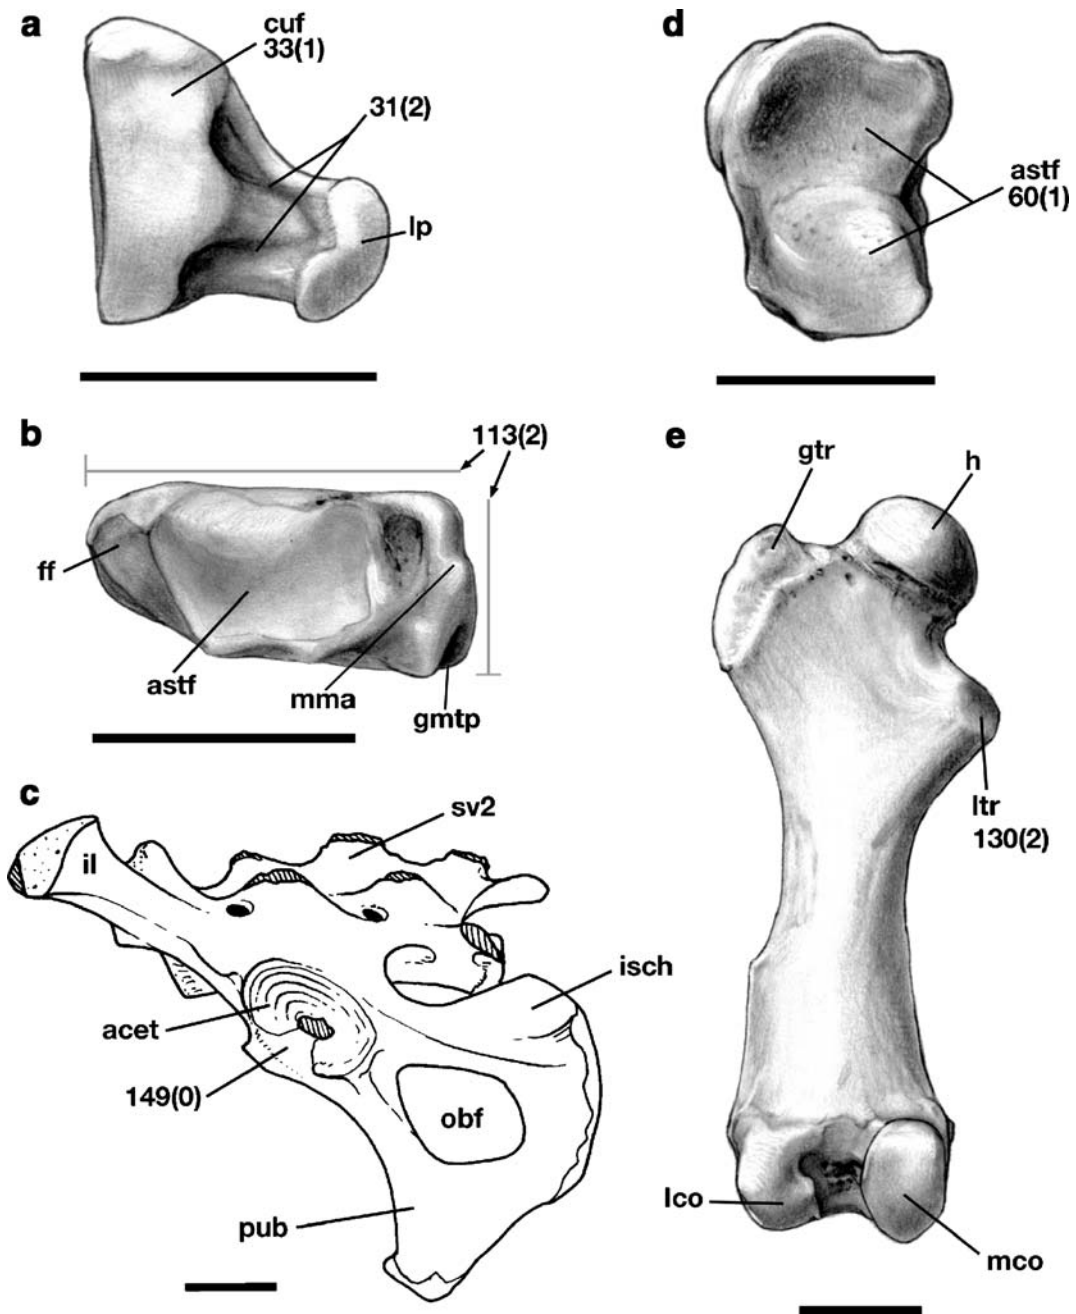 a
cuf
33(1)
31(2)
lp
d
astf
60(1)
b
113(2)
ff
astf
mma
gmtp
e
gtr
h
ltr
130(2)
lco
mco
c
sv2
il
isch
acet
149(0)
obf
pub